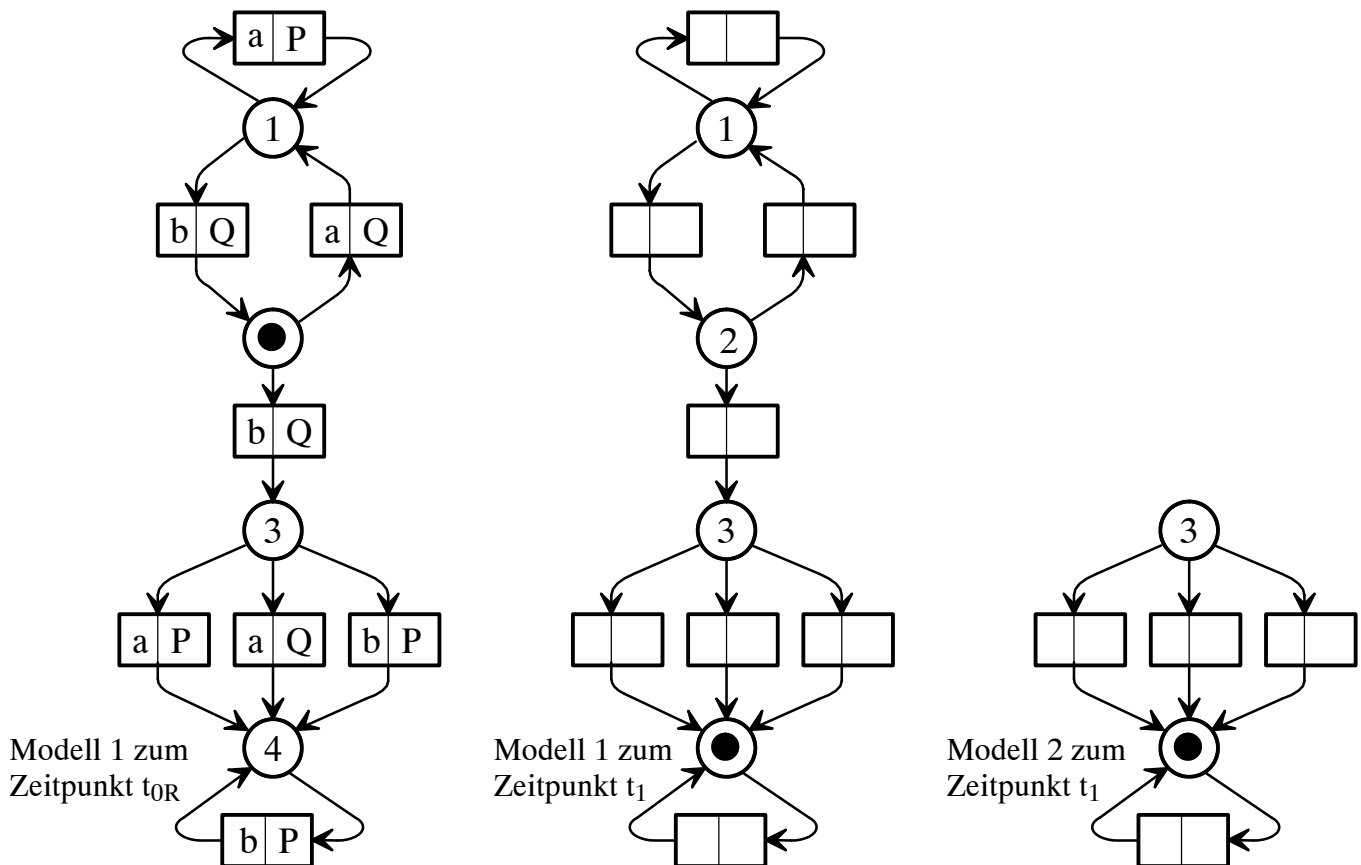 a P
1
b Q
a Q
b Q
3
a P
a Q
b P
4
Modell 1 zum
Zeitpunkt t0R
b P
1
2
3
Modell 1 zum
Zeitpunkt t1
3
Modell 2 zum
Zeitpunkt t1